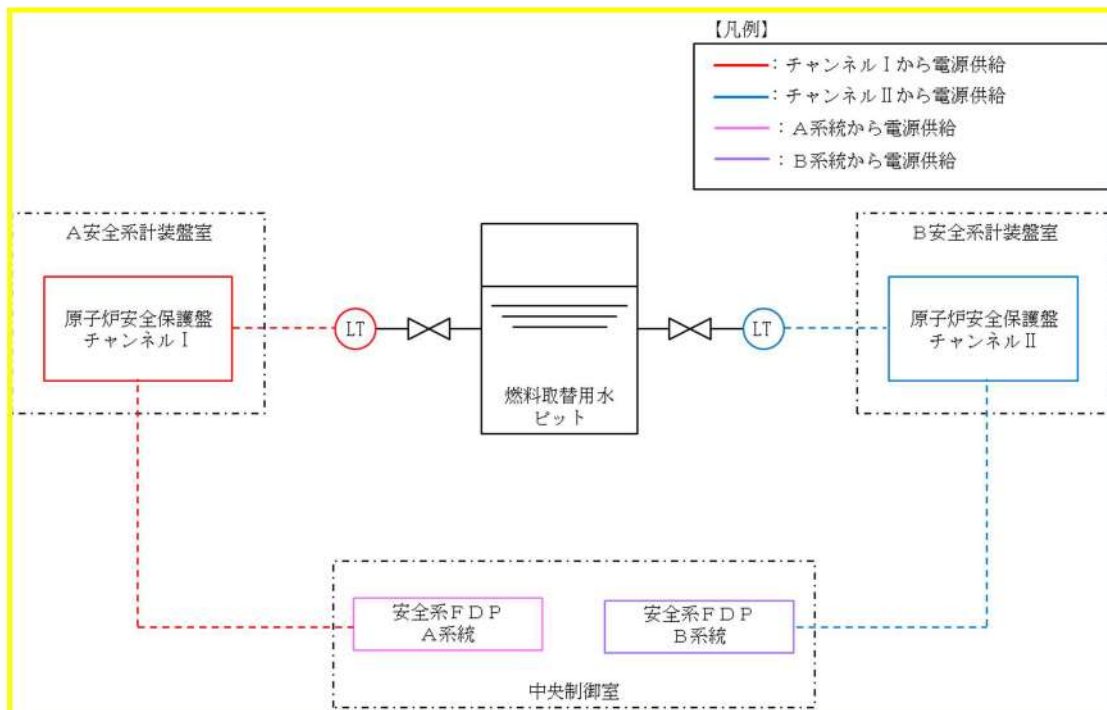 【凡例】
：チャンネルⅠから電源供給
：チャンネルⅡから電源供給
：Ａ系統から電源供給
：Ｂ系統から電源供給
Ａ安全系計装盤室
Ｂ安全系計装盤室
原子炉安全保護盤
チャンネルⅠ
LT
LT
原子炉安全保護盤
チャンネルⅡ
燃料取替用水
ピット
安全系ＦＤＰ
Ａ系統
安全系ＦＤＰ
Ｂ系統
中央制御室